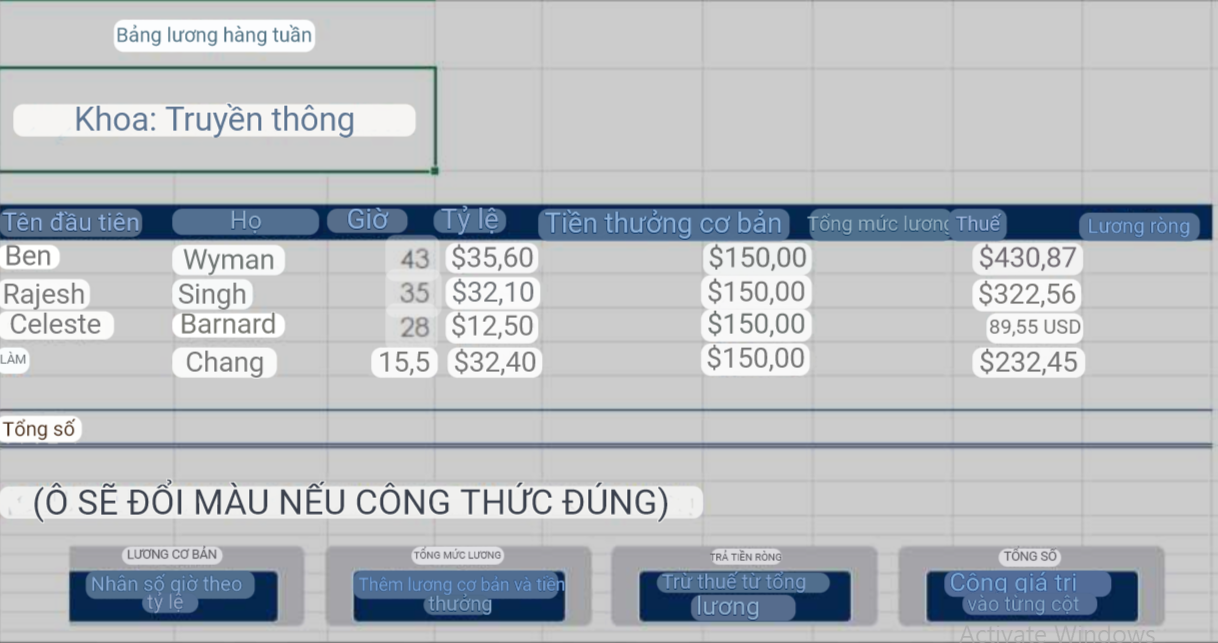 Bảng lương hàng tuần
Khoa: Truyền thông
Tên đầu tiên Họ Giờ Tỷ lệ Tiền thưởng cơ bản Tổng mức lương Thuế Lương ròng
Ben Wyman 43 $35,60 $150,00 $430,87
Rajesh Singh 35 $32,10 $150,00 $322,56
Celeste Barnard 28 $12,50 $150,00 89,55 USD
LÀM Chang 15,5 $32,40 $150,00 $232,45
Tổng số
(Ô SẼ ĐỔI MÀU NẾU CÔNG THỨC ĐÚNG)
LƯƠNG CƠ BẢN
Nhân số giờ theo
tỷ lệ
TỔNG MỨC LƯƠNG
Thêm lương cơ bản và tiền
thưởng
TRẢ TIỀN RÒNG
Trừ thuế từ tổng
lương
TỔNG SỐ
Cộng giá trị
vào từng cột
Activate Windows